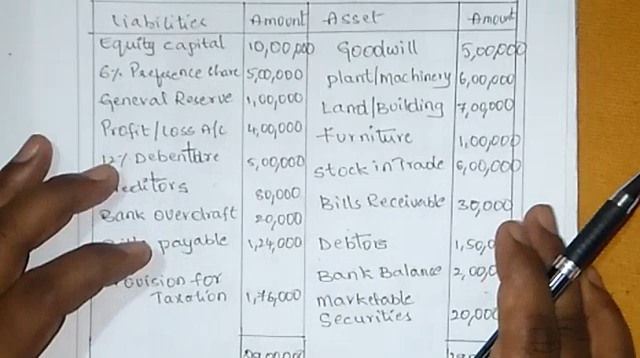 Liabilities Amount Asset Amount
Equity capital 10,00,000 Goodwill 5,00,000
6% Preference Share 5,00,000 plant/machinery 6,00,000
General Reserve 1,00,000 Land/Building 7,00,000
Profit/Loss A/c 4,00,000 Furniture 1,00,000
12% Debenture 5,00,000 Stock in Trade 6,00,000
80,000 Bills Receivable 30,000
Bank overdraft 20,000
payable 1,24,000 Debtors
Bank Balance
for
Taxation 1,76,000 Marketable
Securities 20,000